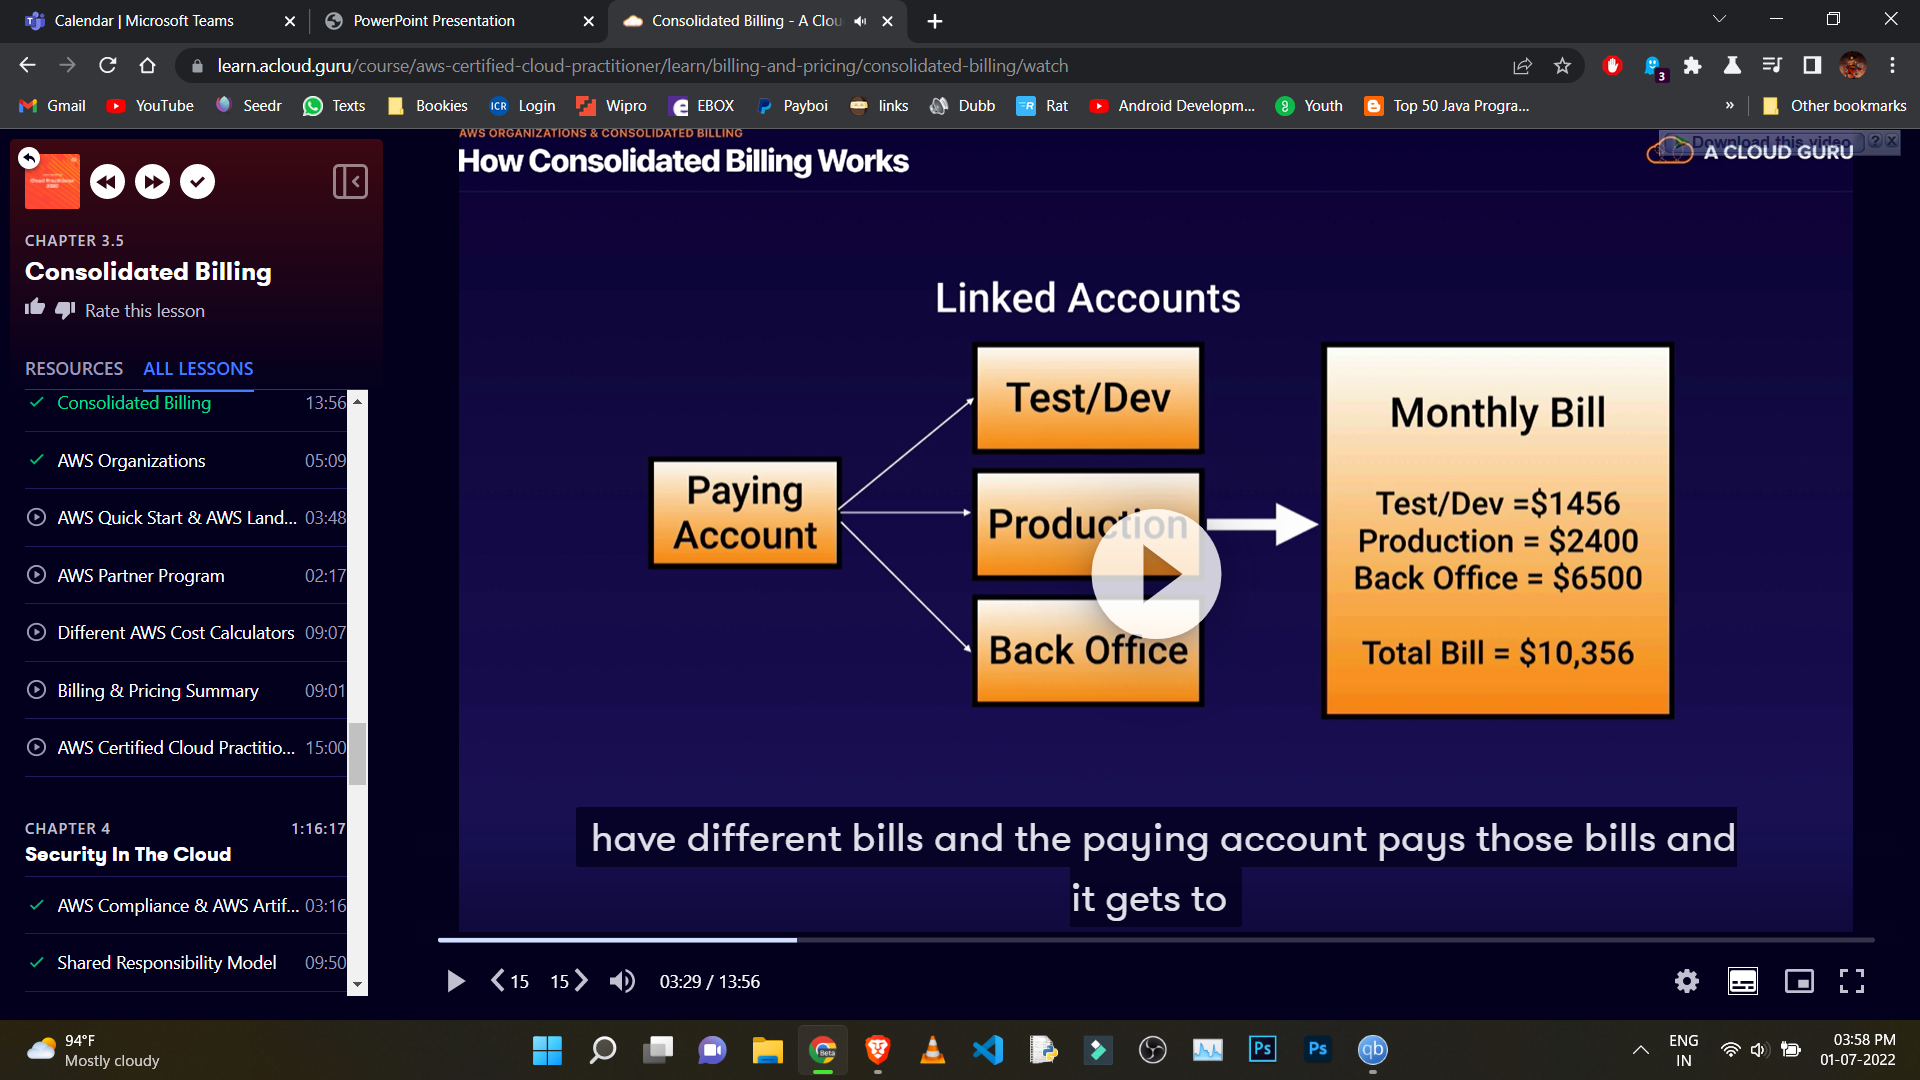 Calendar | Microsoft Teams
PowerPoint Presentation
Consolidated Billing - A Clou
learn.acloud.guru/course/aws-certified-cloud-practitioner/learn/billing-and-pricing/consolidated-billing/watch
3
Gmail
YouTube
Seedr
Texts
Bookies
ICR Login
Wipro
EBOX
Payboi
links
Dubb
Rat
Android Developm...
Youth
Top 50 Java Progra...
»
Other bookmarks
CHAPTER 3.5
Consolidated Billing
Rate this lesson
RESOURCES
ALL LESSONS
Consolidated Billing 13:56
AWS Organizations 05:09
AWS Quick Start & AWS Land... 03:48
AWS Partner Program 02:17
Different AWS Cost Calculators 09:07
Billing & Pricing Summary 09:01
AWS Certified Cloud Practitio... 15:00
CHAPTER 4 1:16:17
Security In The Cloud
AWS Compliance & AWS Artif... 03:16
Shared Responsibility Model 09:50
AWS ORGANIZATIONS & CONSOLIDATED BILLING
How Consolidated Billing Works
Download this video ? X
A CLOUD GURU
Linked Accounts
Paying
Account
Test/Dev
Production
Back Office
Monthly Bill
Test/Dev =$1456
Production = $2400
Back Office = $6500
Total Bill = $10,356
have different bills and the paying account pays those bills and
it gets to
15
15
03:29 / 13:56
94°F
Mostly cloudy
Beta
Ps
Ps
qb
ENG
IN
03:58 PM
01-07-2022